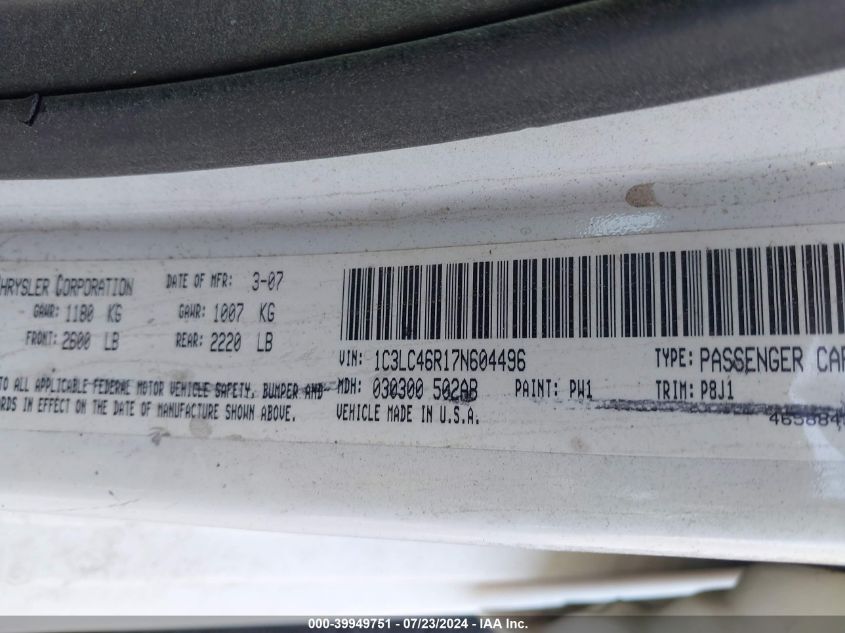 CHRYSLER CORPORATION DATE OF MFR: 3-07
GAWR: 1180 KG GAWR: 1007 KG
FRONT: 2600 LB REAR: 2220 LB
VIN: 1C3LC46R17N604496 TYPE: PASSENGER CAR
TO ALL APPLICABLE FEDERAL MOTOR VEHICLE SAFETY, BUMPER AND MDH: 030300 502AB PAINT: PW1 TRIM: P8J1
ARDS IN EFFECT ON THE DATE OF MANUFACTURE SHOWN ABOVE. VEHICLE MADE IN U.S.A.
000-39949751 / 07/23/2024 - IAA Inc.